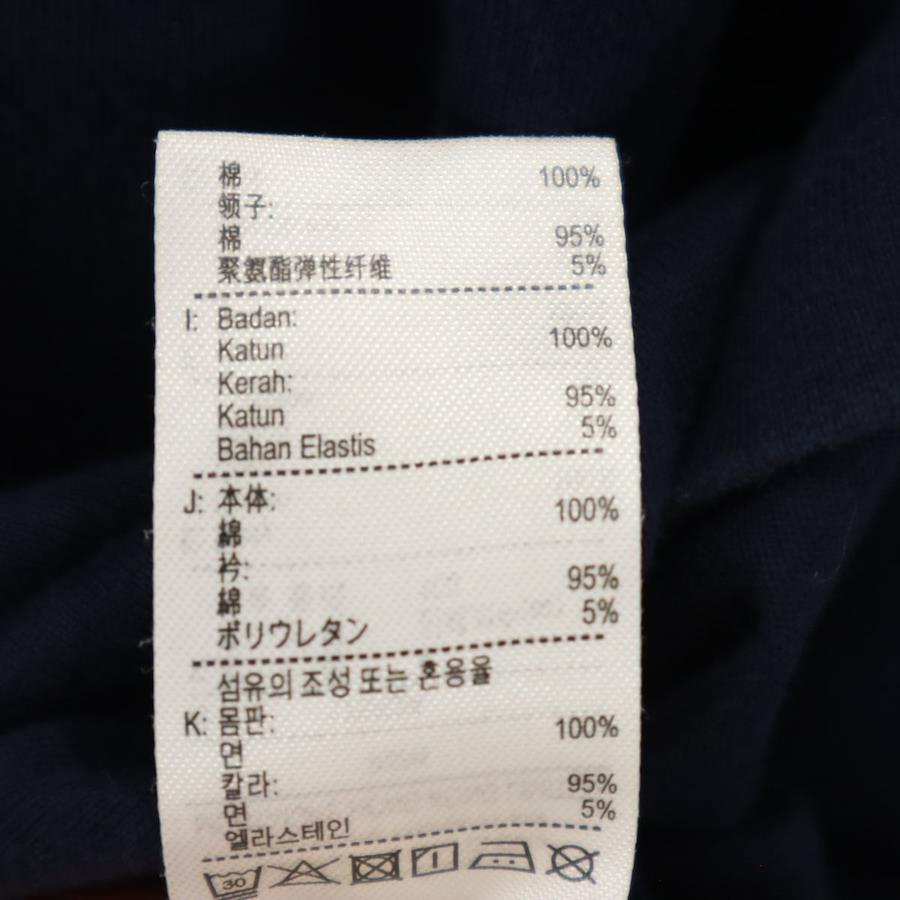 棉 100%
领子:
棉 95%
聚氨酯弹性纤维 5%
I: Badan:
Katun 100%
Kerah:
Katun 95%
Bahan Elastis 5%
J: 本体:
綿 100%
衿:
綿 95%
ポリウレタン 5%
섬유의 조성 또는 혼용율
K: 몸판:
면 100%
칼라:
면 95%
엘라스테인 5%
30